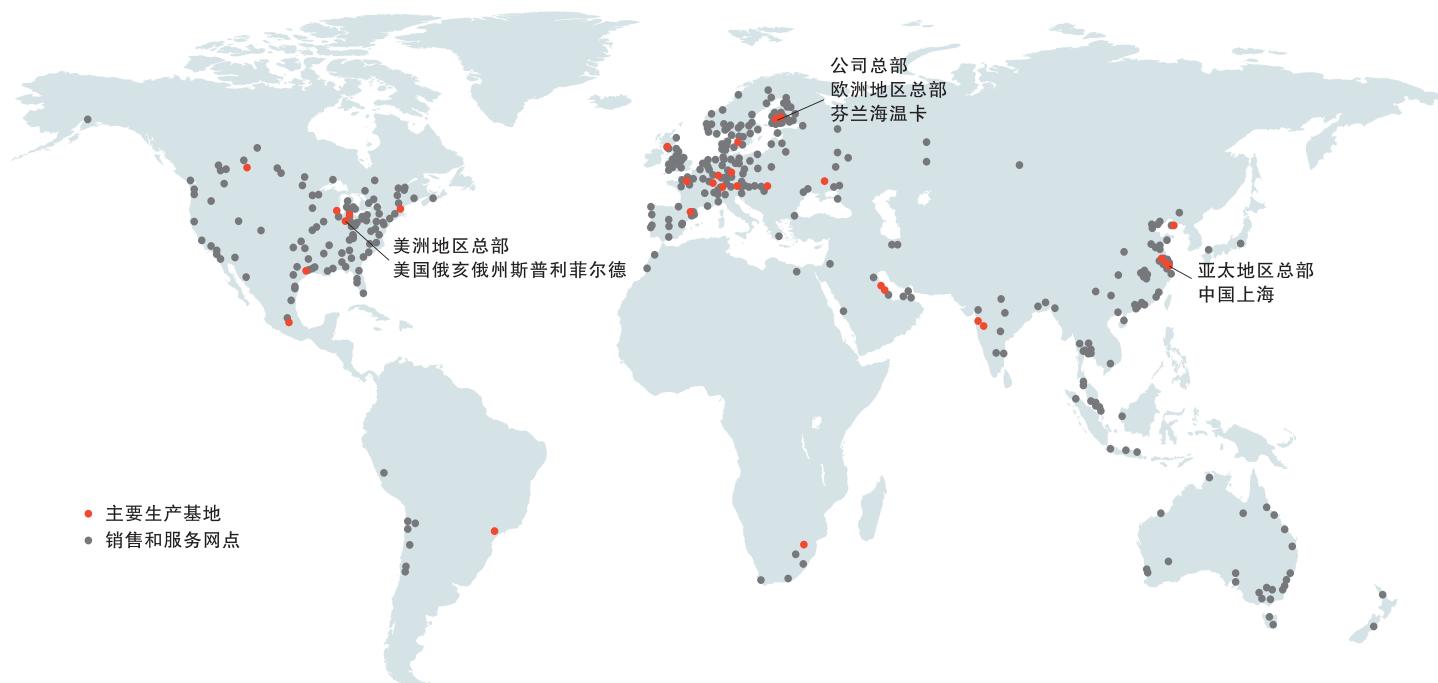 公司总部
欧洲地区总部
芬兰海温卡
美洲地区总部
美国俄亥俄州斯普利菲尔德
亚太地区总部
中国上海
主要生产基地
销售和服务网点